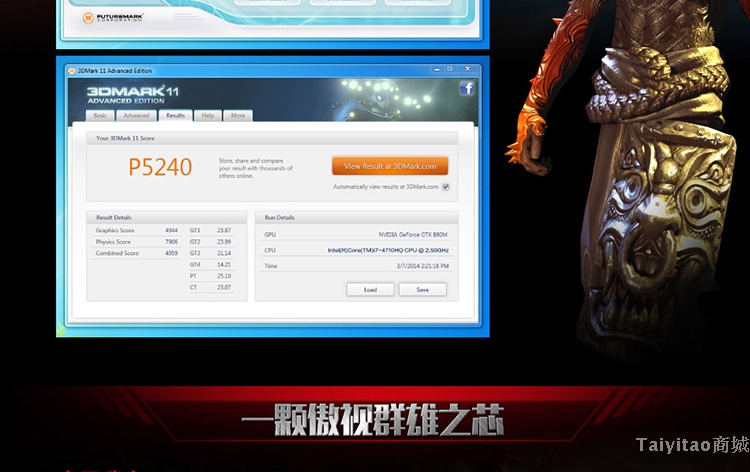 FUTUREMARK
CORPORATION
3DMark 11 Advanced Edition
3DMARK 11
ADVANCED EDITION
Basic Advanced Results Help More
Your 3DMark 11 Score
P5240
Store, share and compare
your result with thousands of
others online.
View Result at 3DMark.com
Automatically view results at 3DMark.com
Result Details
Graphics Score 4944 GT1 23.87
Physics Score 7906 GT2 23.99
Combined Score 4959 GT3 31.14
GT4 14.21
PT 25.10
CT 23.07
Run Details
GPU NVIDIA GeForce GTX 860M
CPU Intel(R)Core(TM)i7-4710HQ CPU @ 2.50GHz
Time 3/7/2014 2:21:18 PM
Load Save
一颗傲视群雄之芯
Taiyitao商城